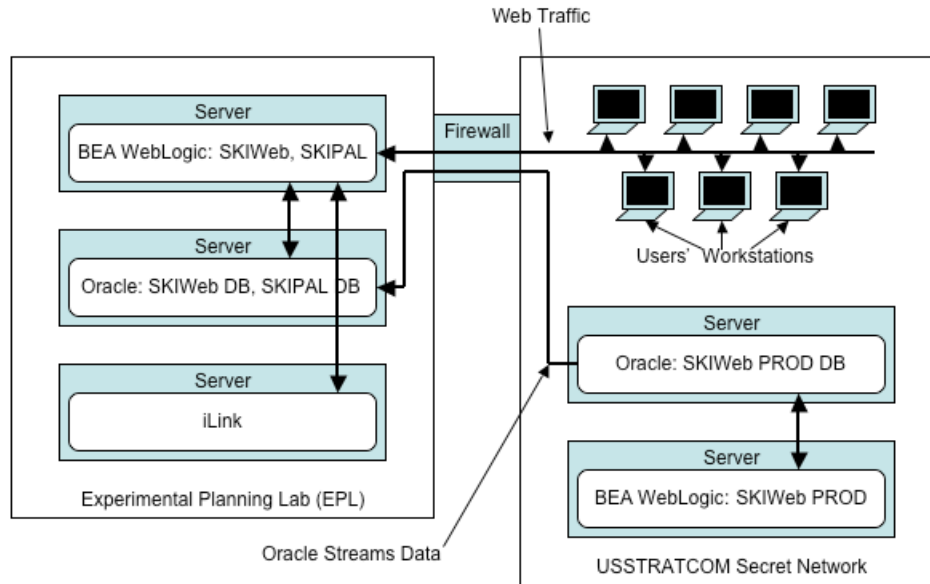 Web Traffic
Server
BEA WebLogic: SKIWeb, SKIPAL
Firewall
Server
Oracle: SKIWeb DB, SKIPAL DB
Users' Workstations
Server
Oracle: SKIWeb PROD DB
Server
iLink
Server
BEA WebLogic: SKIWeb PROD
Experimental Planning Lab (EPL)
Oracle Streams Data
USSTRATCOM Secret Network